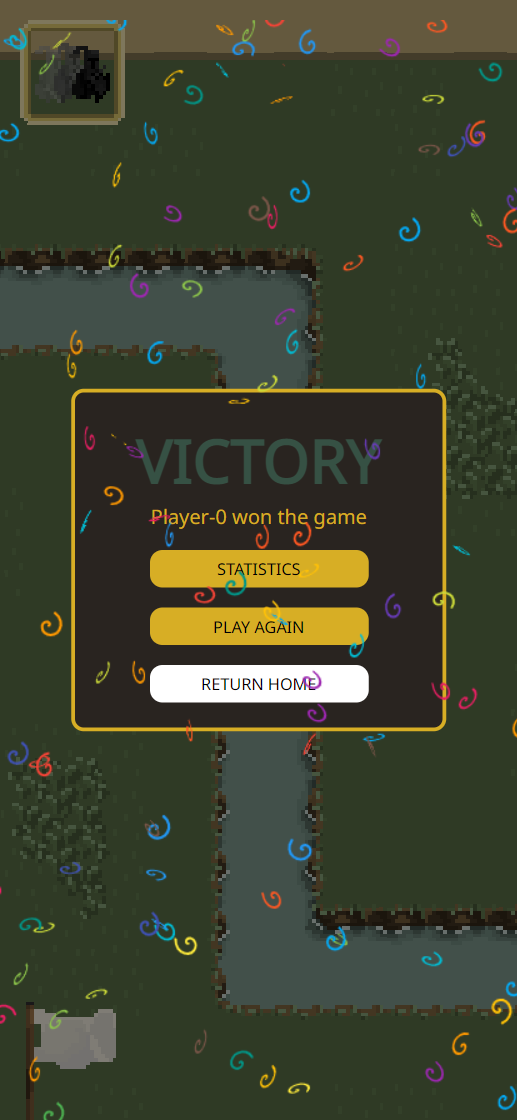 VICTORY
Player-0 won the game
STATISTICS
PLAY AGAIN
RETURN HOME